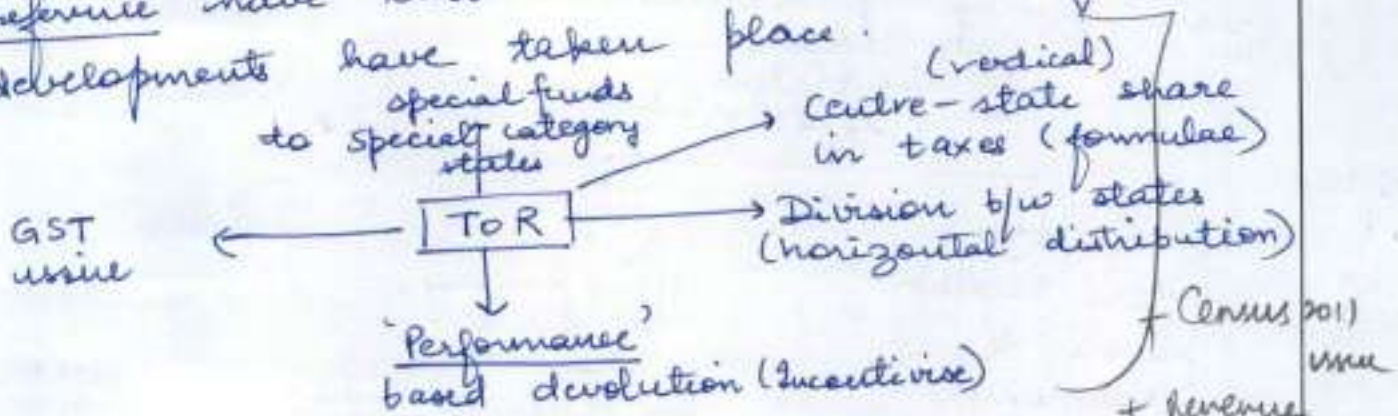 reference have
developments have taken place.
special funds
to special category
states
(vertical)
Centre-state share
in taxes (formulae)
ToR
Division b/w states
(horizontal distribution)
GST
issue
'Performance'
based devolution (Incentivise)
+ Census 2011
issue
+ Revenue